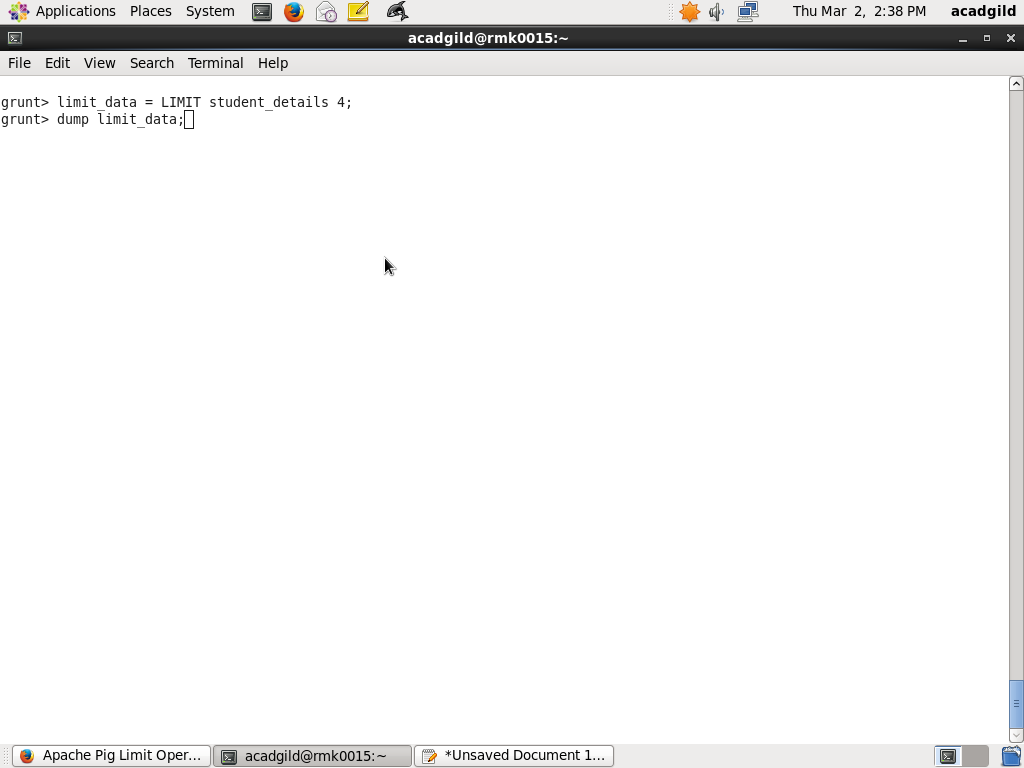 Applications Places System Thu Mar 2, 2:38 PM acadgild
acadgild@rmk0015:~
File Edit View Search Terminal Help
grunt> limit_data = LIMIT student_details 4;
grunt> dump limit_data;
Apache Pig Limit Oper... acadgild@rmk0015:~ *Unsaved Document 1...